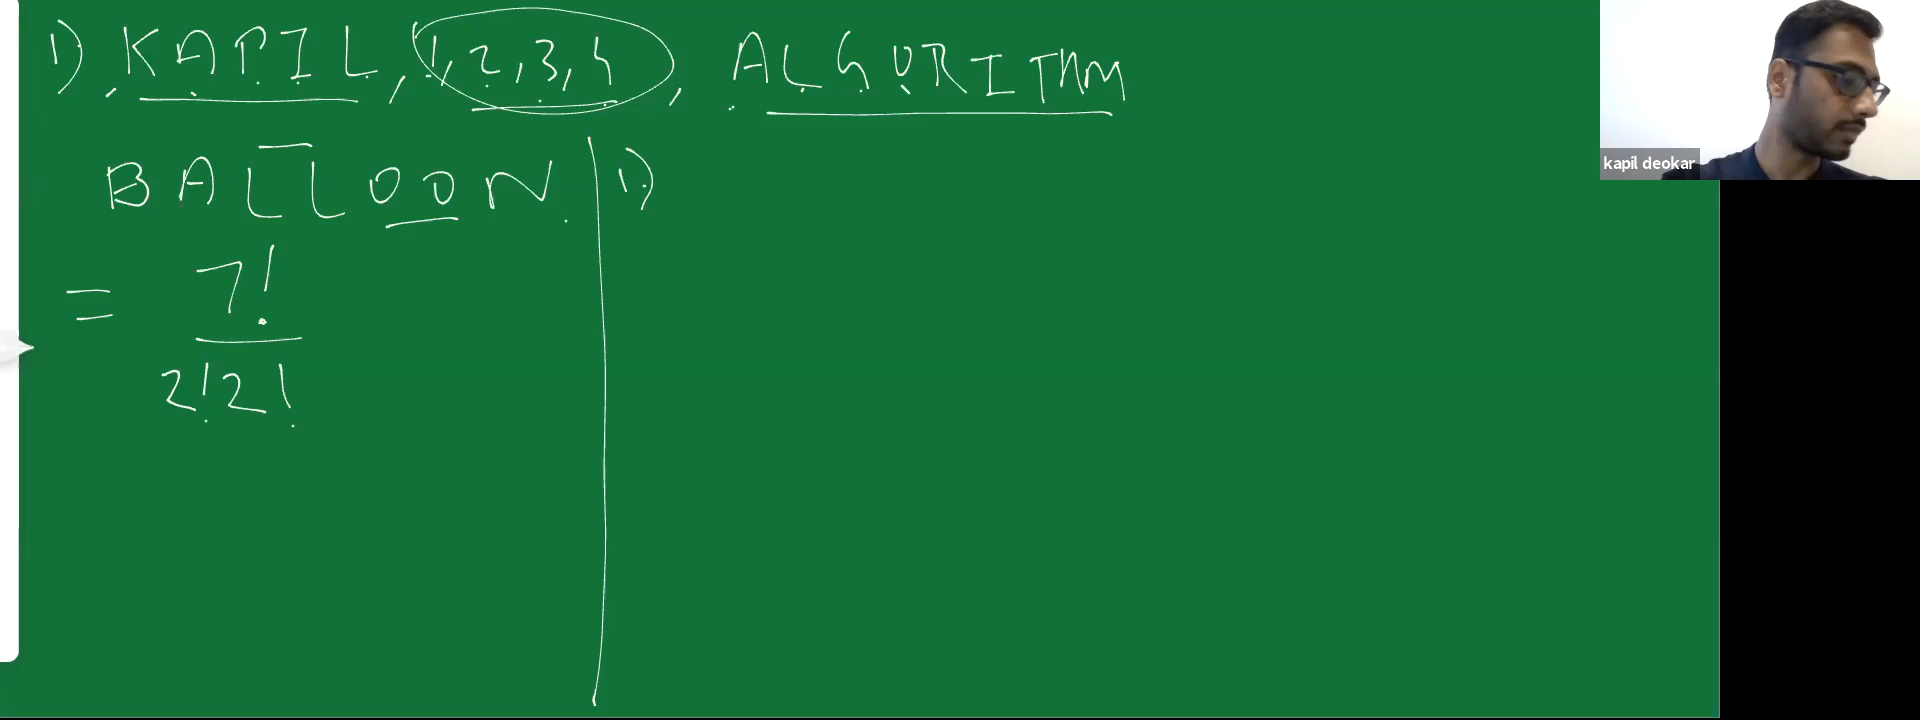 1) KAPIL, 1, 2, 3, 4, ALGORITHM
BALLOON
1)
= 7!
2!2!
kapil deokar